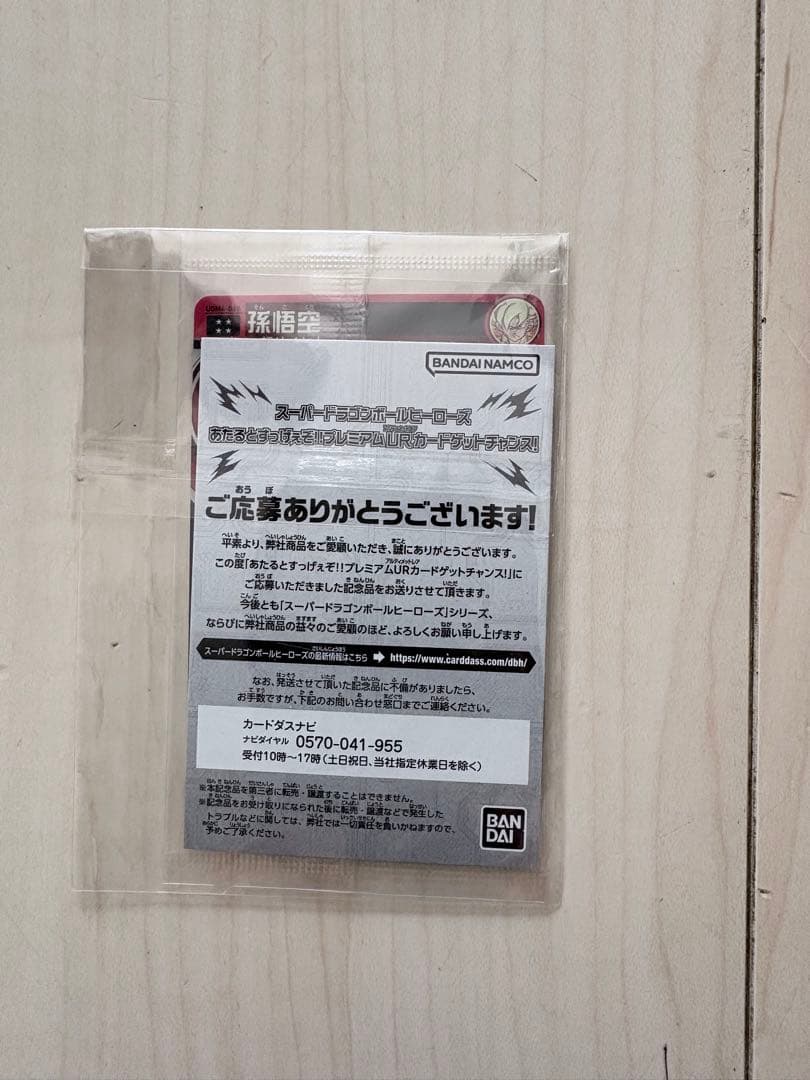 孫悟空
BANDAI NAMCO
スーパードラゴンボールヒーローズ
あたるとすっげぇぞ!!プレミアムURカードゲットチャンス!
ご応募ありがとうございます!
平素より、弊社商品をご愛顧いただき、誠にありがとうございます。
この度「あたるとすっげぇぞ!!プレミアムURカードゲットチャンス!」に
ご応募いただきました記念品をお送りさせて頂きます。
今後とも「スーパードラゴンボールヒーローズ」シリーズ、
ならびに弊社商品の益々のご愛顧のほど、よろしくお願い申し上げます。
スーパードラゴンボールヒーローズの最新情報はこちら ➡ https://www.carddass.com/dbh/
なお、発送させて頂いた記念品に不備がありましたら、
お手数ですが、下記のお問い合わせ窓口までご連絡ください。
カードダスナビ
ナビダイヤル 0570-041-955
受付10時~17時(土日祝日、当社指定休業日を除く)
※本記念品を第三者に転売・譲渡することはできません。
※記念品をお受け取りになられた後に転売・譲渡などで発生した
トラブルなどに関しては、弊社では一切責任を負いかねますので、
予めご了承ください。
BAN
DAI